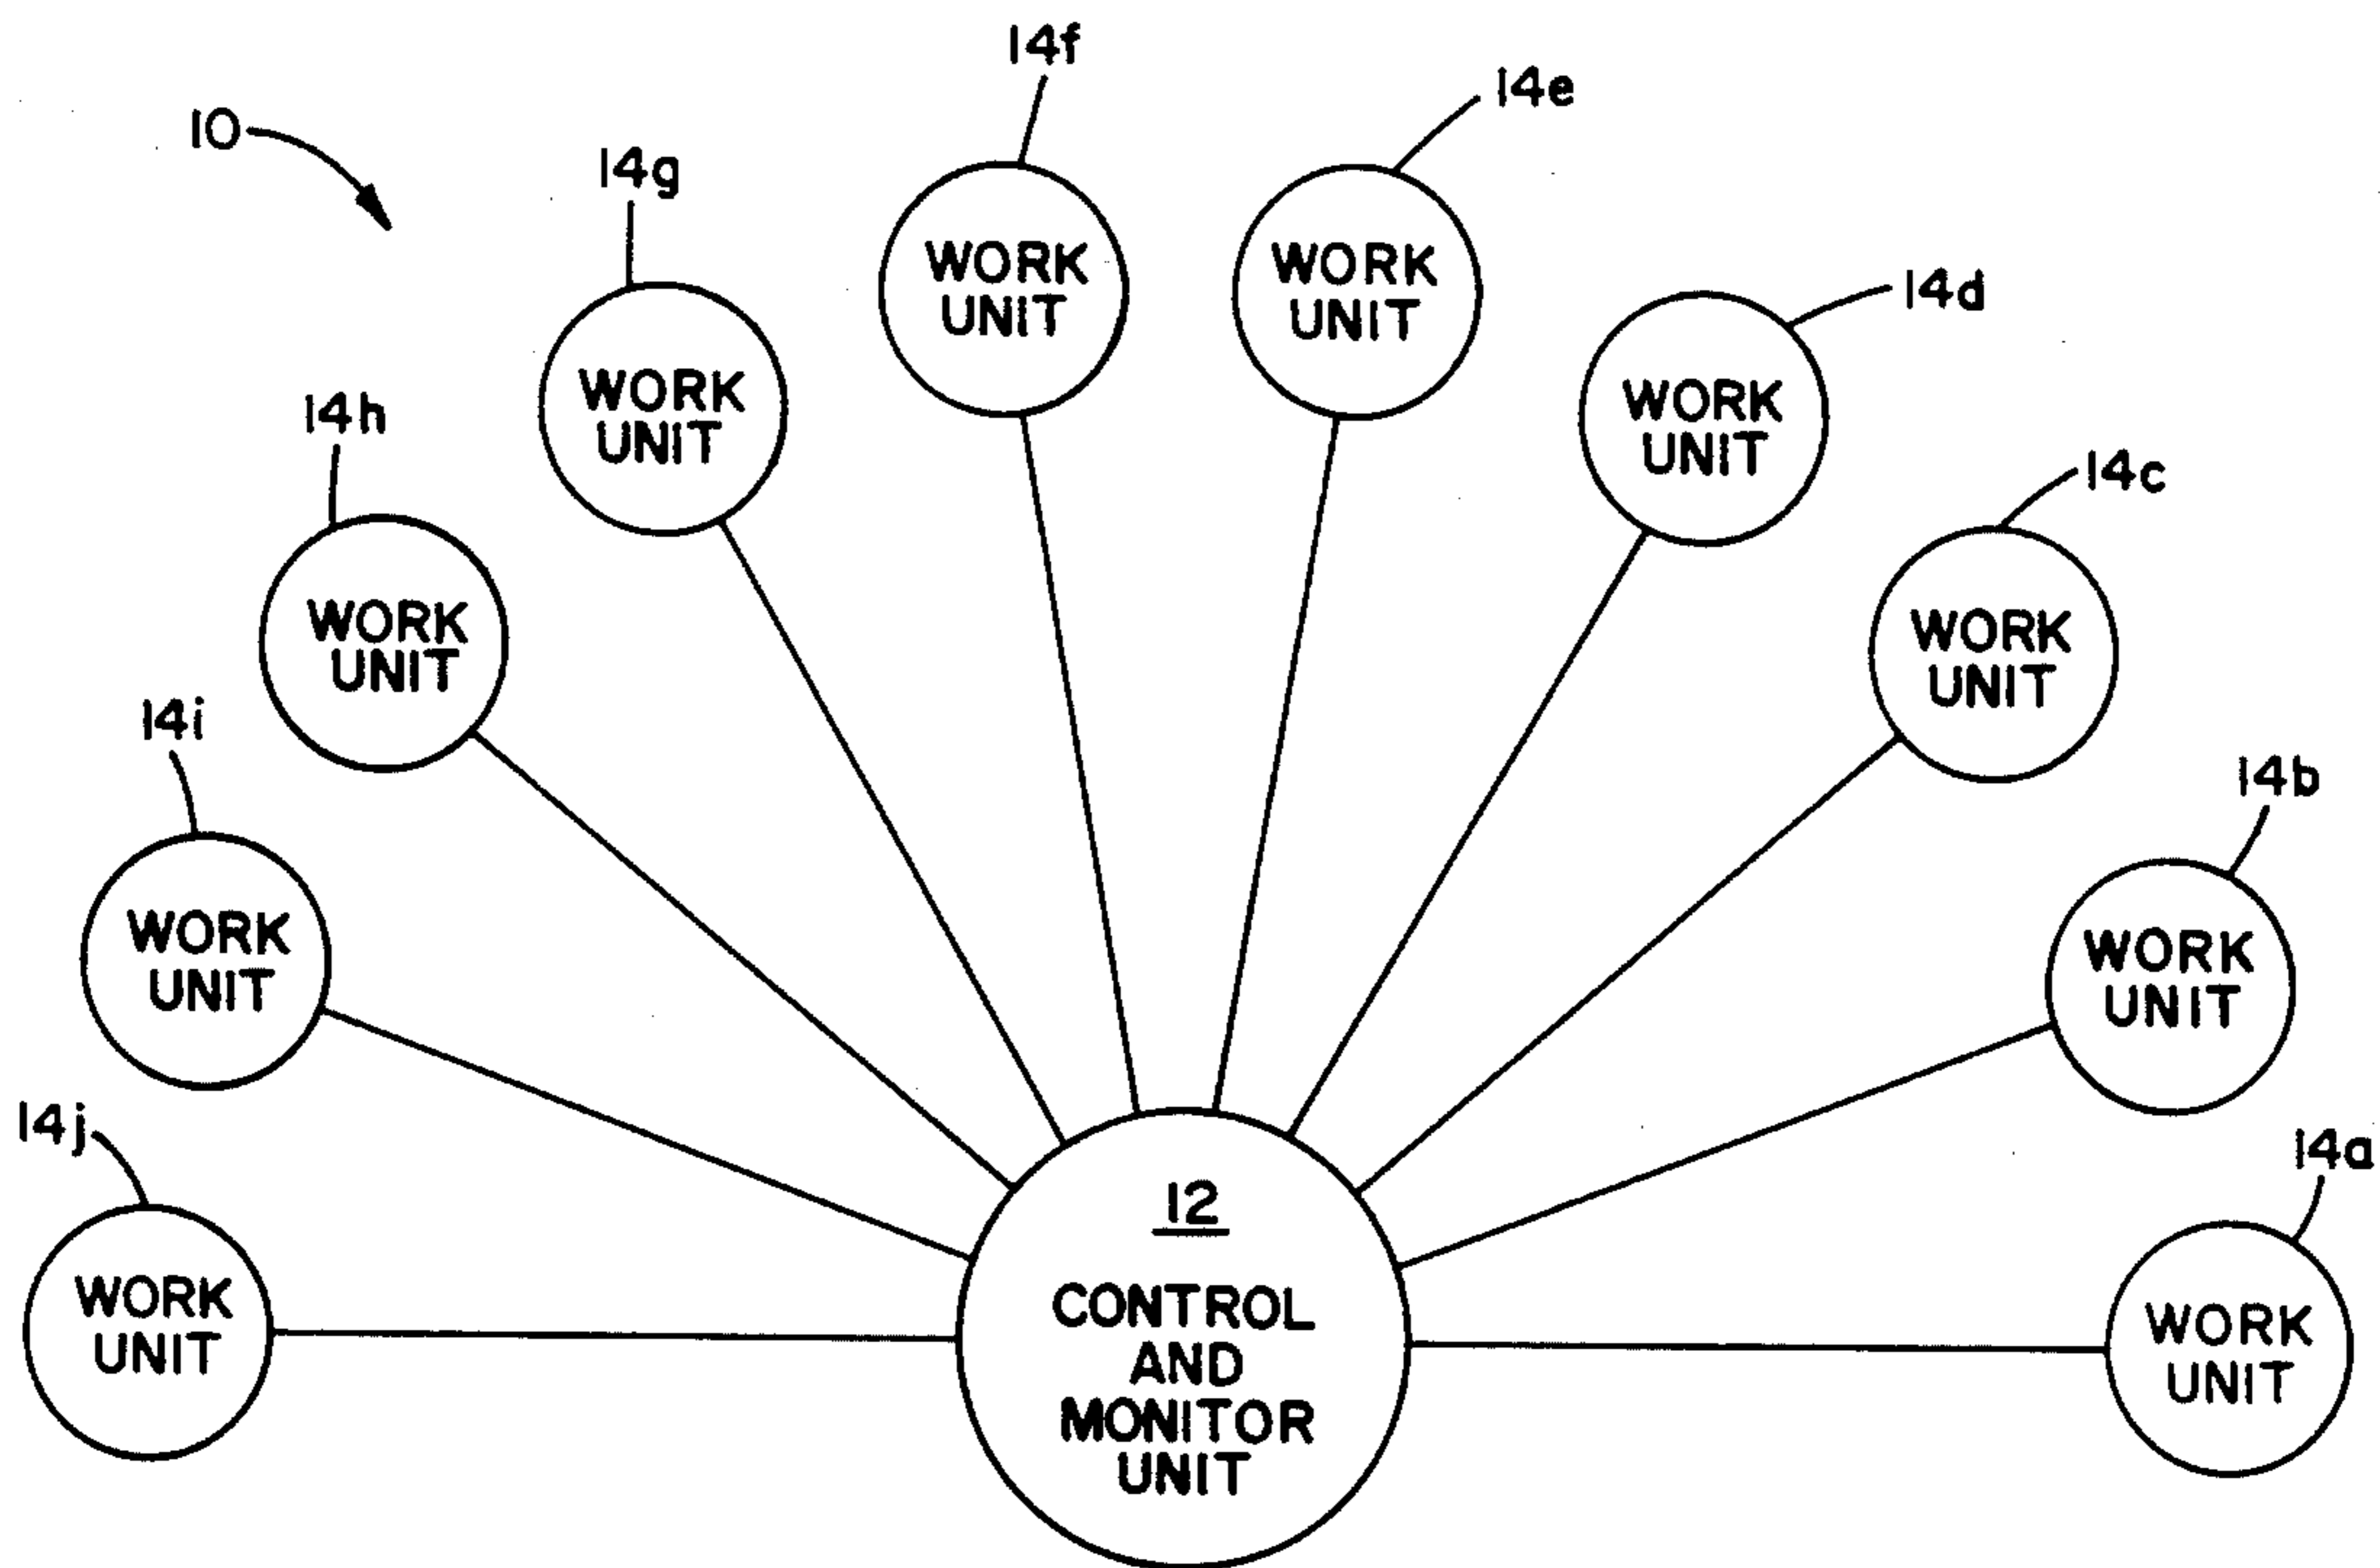 14f
14e
10
14g
WORK
UNIT
WORK
UNIT
14d
WORK
UNIT
WORK
UNIT
14h
14c
WORK
UNIT
WORK
UNIT
14i
14b
WORK
UNIT
WORK
UNIT
14j
14a
12
CONTROL
AND
MONITOR
UNIT
WORK
UNIT
WORK
UNIT